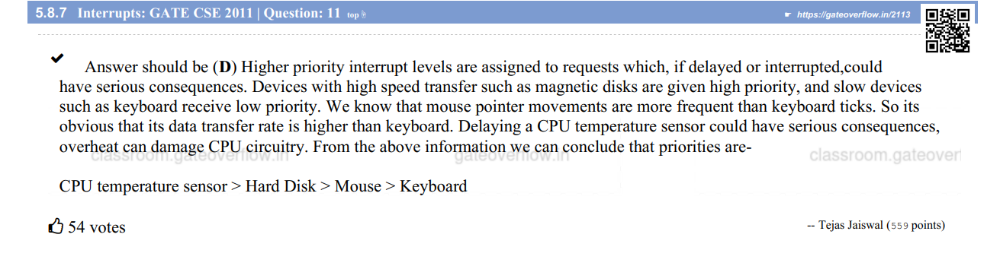 5.8.7 Interrupts: GATE CSE 2011 | Question: 11 top
https://gateoverflow.in/2113
Answer should be (D) Higher priority interrupt levels are assigned to requests which, if delayed or interrupted,could
have serious consequences. Devices with high speed transfer such as magnetic disks are given high priority, and slow devices
such as keyboard receive low priority. We know that mouse pointer movements are more frequent than keyboard ticks. So its
obvious that its data transfer rate is higher than keyboard. Delaying a CPU temperature sensor could have serious consequences,
overheat can damage CPU circuitry. From the above information we can conclude that priorities are-
classroom.gateoverflow.in gateoverflow.in classroom.gateover
CPU temperature sensor > Hard Disk > Mouse > Keyboard
54 votes
-- Tejas Jaiswal (559 points)